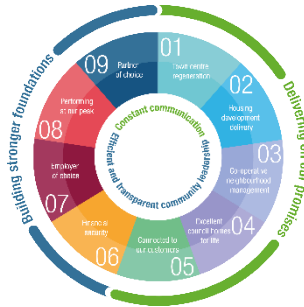 Building stronger foundations
Delivering our promises
Constant communication
Efficient and transparent community leadership
01
Town centre
regeneration
02
Housing
development
delivery
03
Co-operative
neighbourhood
management
04
Excellent
council homes
for life
05
Connected to
our customers
06
Financial
security
07
Employer
of choice
08
Performing
at our peak
09
Partner
of choice